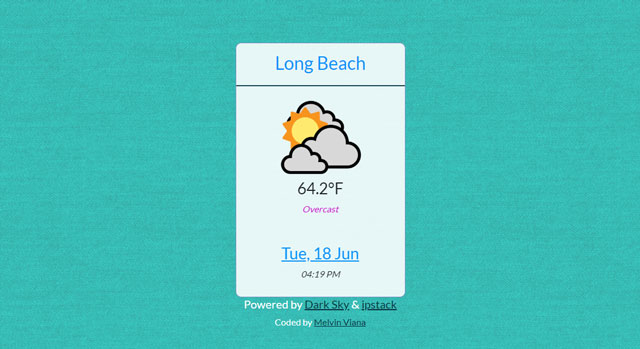 Long Beach
64.2°F
Overcast
Tue, 18 Jun
04:19 PM
Powered by Dark Sky & ipstack
Coded by Melvin Viana